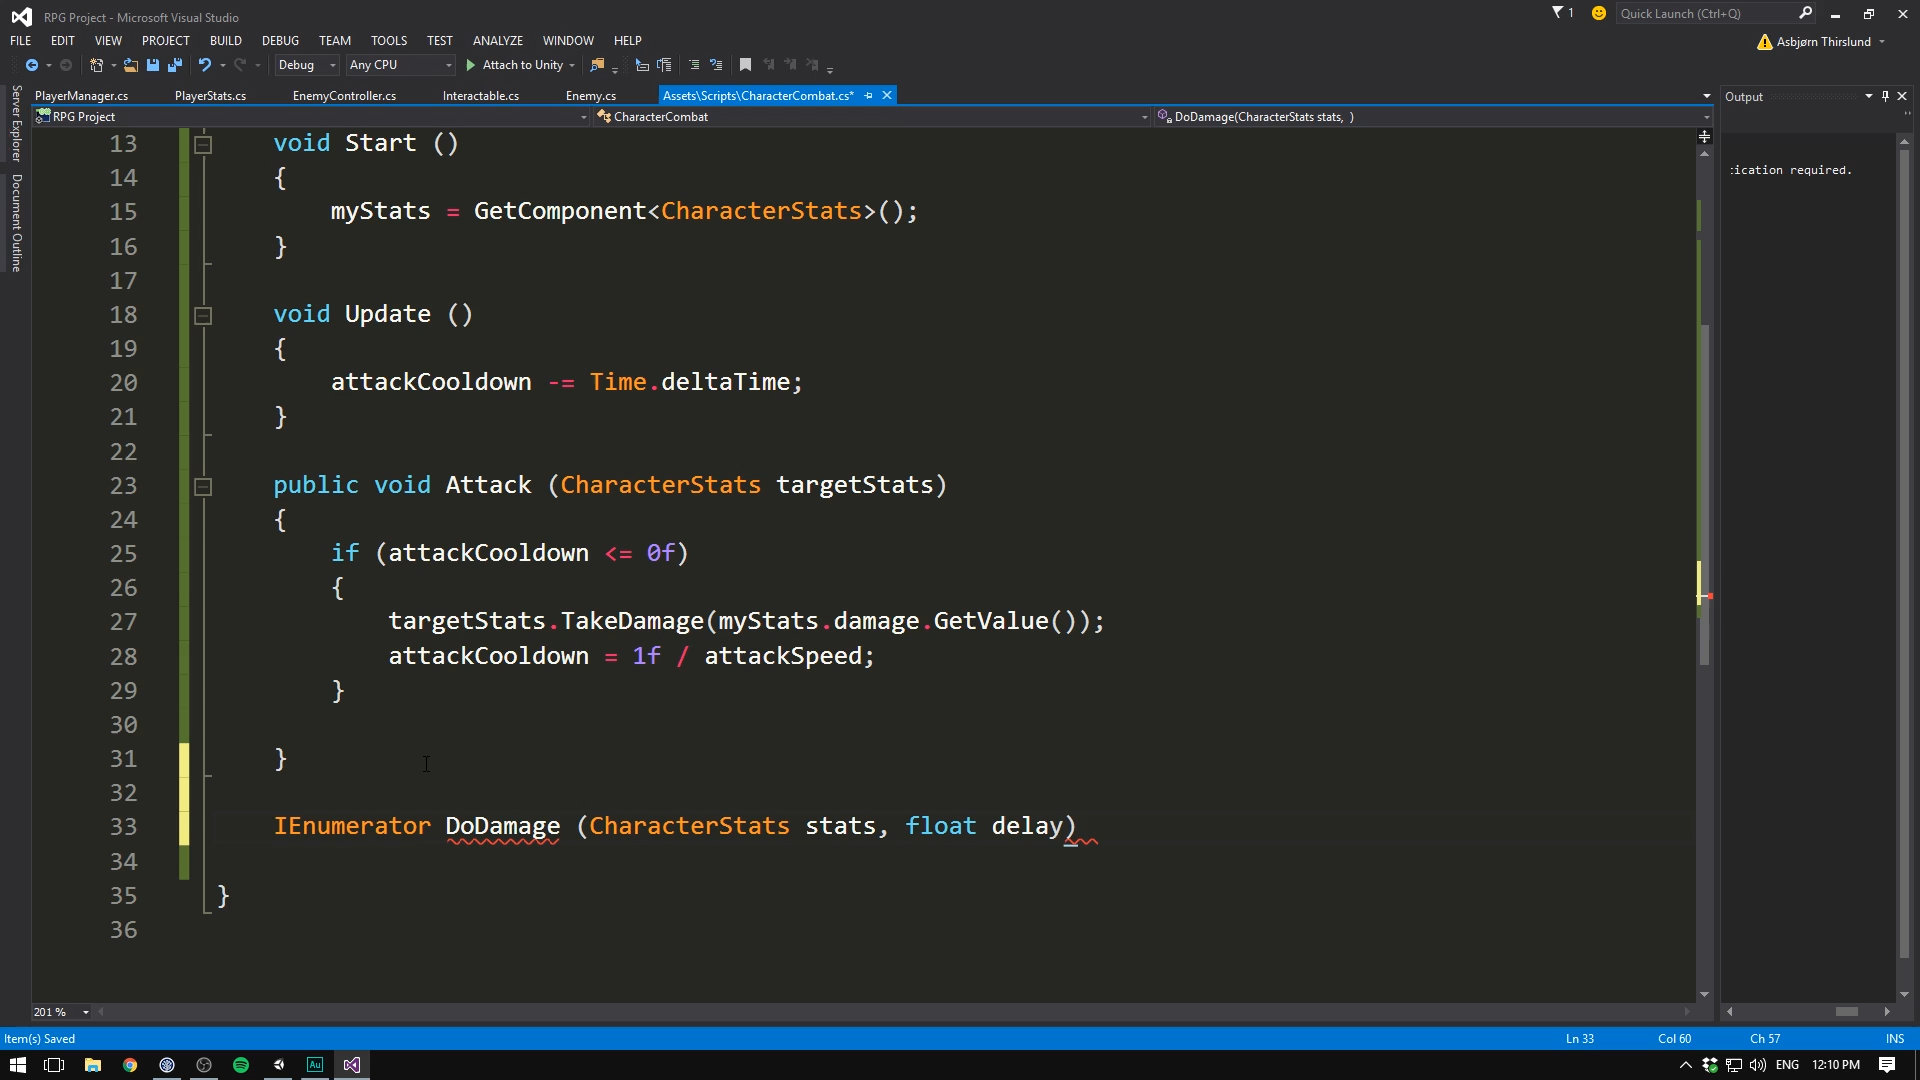 RPG Project - Microsoft Visual Studio
1
Quick Launch (Ctrl+Q)
FILE EDIT VIEW PROJECT BUILD DEBUG TEAM TOOLS TEST ANALYZE WINDOW HELP
Asbjørn Thirslund
Debug Any CPU Attach to Unity
Server Explorer
Document Outline
PlayerManager.cs PlayerStats.cs EnemyController.cs Interactable.cs Enemy.cs Assets\Scripts\CharacterCombat.cs*
Output
RPG Project CharacterCombat DoDamage(CharacterStats stats, )
:ication required.
13 void Start ()
14 {
15 myStats = GetComponent<CharacterStats>();
16 }
17
18 void Update ()
19 {
20 attackCooldown -= Time.deltaTime;
21 }
22
23 public void Attack (CharacterStats targetStats)
24 {
25 if (attackCooldown <= 0f)
26 {
27 targetStats.TakeDamage(myStats.damage.GetValue());
28 attackCooldown = 1f / attackSpeed;
29 }
30
31 }
32
33 IEnumerator DoDamage (CharacterStats stats, float delay)
34
35 }
36
201 %
Item(s) Saved
Ln 33 Col 60 Ch 57 INS
Au
ENG 12:10 PM